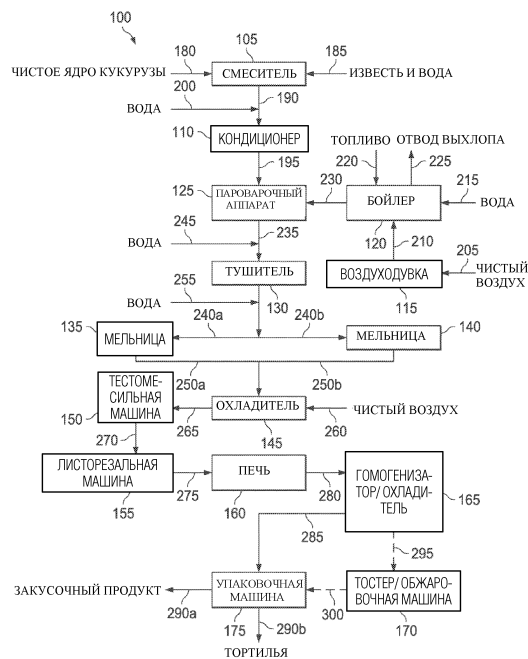 100
105
180
185
ЧИСТОЕ ЯДРО КУКУРУЗЫ
СМЕСИТЕЛЬ
ИЗВЕСТЬ И ВОДА
200
190
ВОДА
110
КОНДИЦИОНЕР
ТОПЛИВО
ОТВОД ВЫХЛОПА
195
220
225
125
ПАРОВАРОЧНЫЙ
АППАРАТ
230
БОЙЛЕР
215
ВОДА
245
235
120
210
ВОДА
205
ТУШИТЕЛЬ
ВОЗДУХОДУВКА
ЧИСТЫЙ
ВОЗДУХ
255
130
115
ВОДА
135
240a
240b
140
МЕЛЬНИЦА
МЕЛЬНИЦА
250a
250b
150
ТЕСТОМЕ-
СИЛЬНАЯ
МАШИНА
ОХЛАДИТЕЛЬ
ЧИСТЫЙ ВОЗДУХ
265
260
270
145
ЛИСТОРЕЗАЛЬНАЯ
МАШИНА
ПЕЧЬ
ГОМОГЕНИЗА-
ТОР/ ОХЛАДИ-
ТЕЛЬ
165
275
280
155
160
285
295
ЗАКУСОЧНЫЙ ПРОДУКТ
УПАКОВОЧНАЯ
МАШИНА
ТОСТЕР/ ОБЖАРО-
ВОЧНАЯ МАШИНА
290a
300
175
290b
170
ТОРТИЛЬЯ